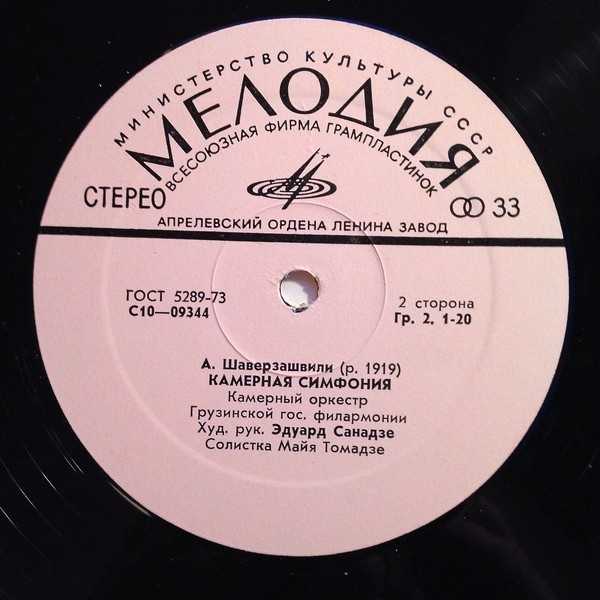 МИНИСТЕРСТВО КУЛЬТУРЫ СССР
МЕЛОДИЯ
ВСЕСОЮЗНАЯ ФИРМА ГРАМПЛАСТИНОК
СТЕРЕО
33
АПРЕЛЕВСКИЙ ОРДЕНА ЛЕНИНА ЗАВОД
ГОСТ 5289-73
С10—09344
2 сторона
Гр. 2. 1-20
А. Шаверзашвили (р. 1919)
КАМЕРНАЯ СИМФОНИЯ
Камерный оркестр
Грузинской гос. филармонии
Худ. рук. Эдуард Санадзе
Солистка Майя Томадзе